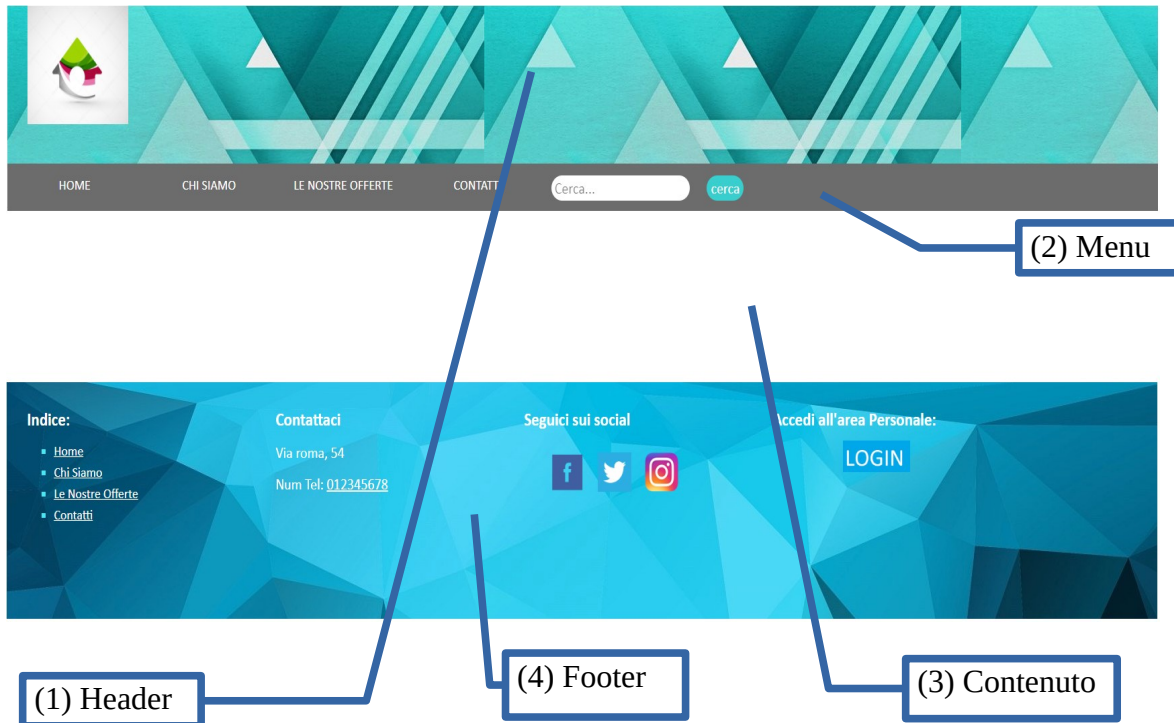 HOME CHI SIAMO LE NOSTRE OFFERTE CONTATT Cerca... cerca
(2) Menu
Indice:
Home
Chi Siamo
Le Nostre Offerte
Contatti
Contattaci
Via roma, 54
Num Tel: 012345678
Seguici sui social
Accedi all'area Personale:
LOGIN
(1) Header
(4) Footer
(3) Contenuto